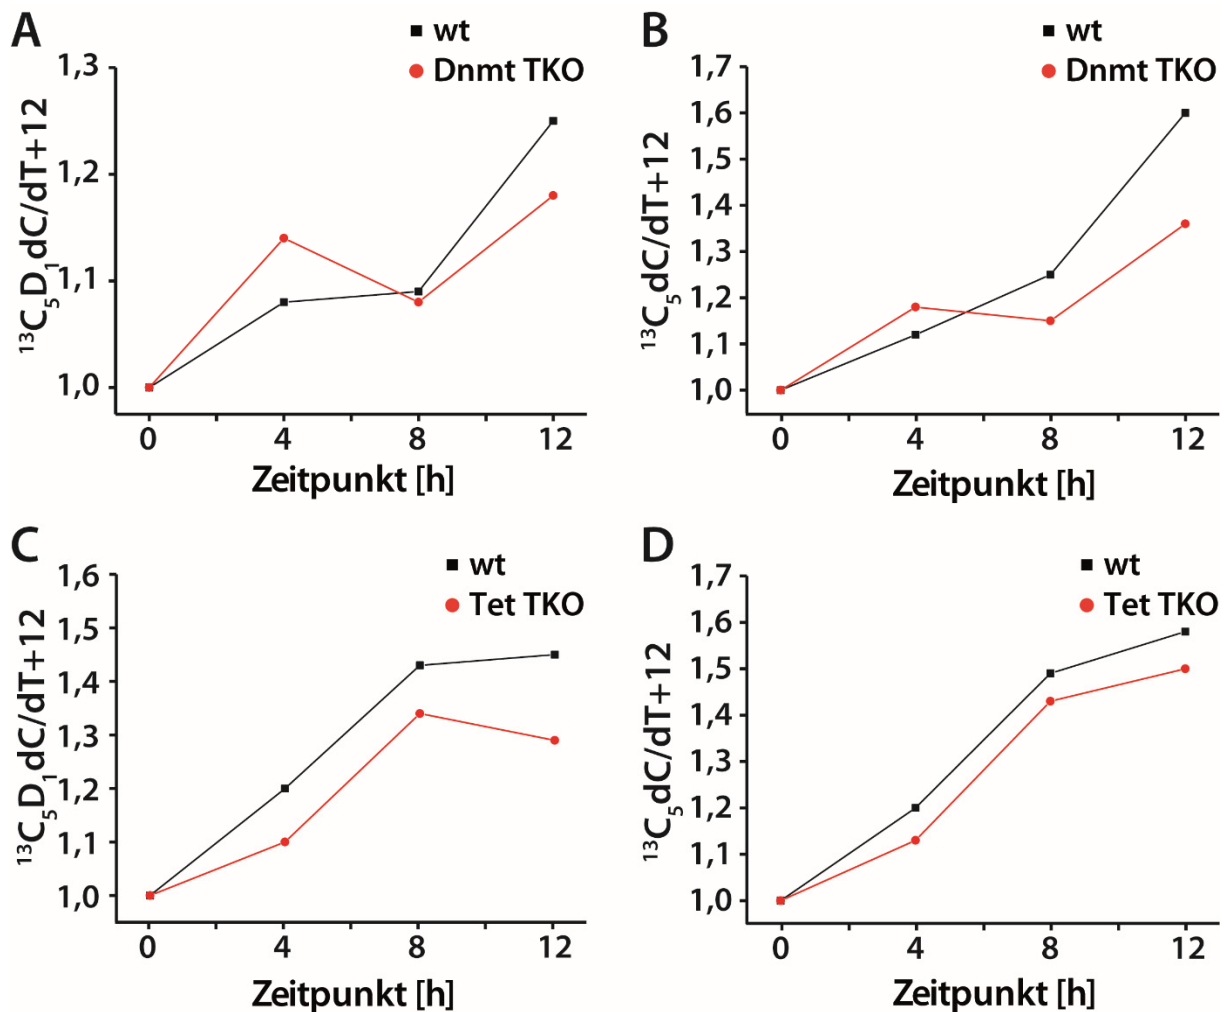 A
wt
Dnmt TKO
1,3
1,2
1,1
1,0
¹³C₅D₁dC/dT+12
0 4 8 12
Zeitpunkt [h]
B
wt
Dnmt TKO
1,7
1,6
1,5
1,4
1,3
1,2
1,1
1,0
¹³C₅dC/dT+12
0 4 8 12
Zeitpunkt [h]
C
wt
Tet TKO
1,6
1,5
1,4
1,3
1,2
1,1
1,0
¹³C₅D₁dC/dT+12
0 4 8 12
Zeitpunkt [h]
D
wt
Tet TKO
1,7
1,6
1,5
1,4
1,3
1,2
1,1
1,0
¹³C₅dC/dT+12
0 4 8 12
Zeitpunkt [h]